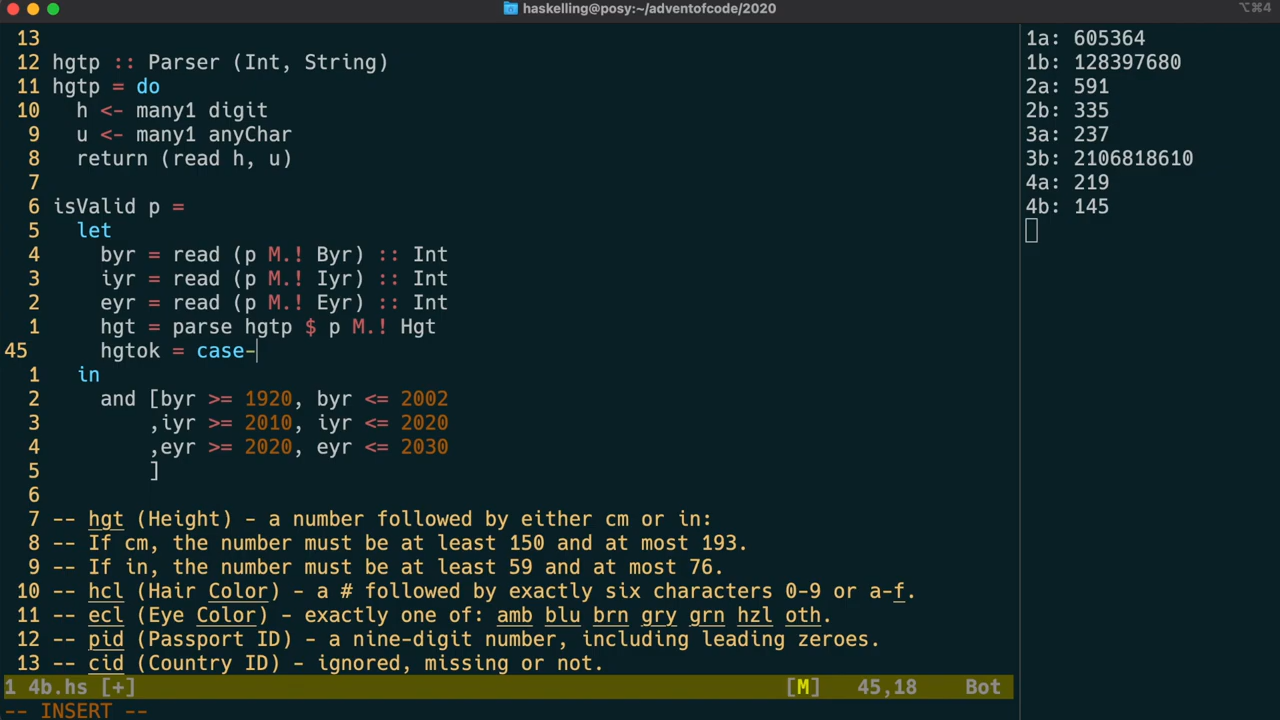 haskelling@posy:~/adventofcode/2020
⌥⌘4
13
12 hgtp :: Parser (Int, String)
11 hgtp = do
10   h <- many1 digit
9   u <- many1 anyChar
8   return (read h, u)
7
6 isValid p =
5   let
4     byr = read (p M.! Byr) :: Int
3     iyr = read (p M.! Iyr) :: Int
2     eyr = read (p M.! Eyr) :: Int
1     hgt = parse hgtp $ p M.! Hgt
45     hgtok = case-
1   in
2     and [byr >= 1920, byr <= 2002
3         ,iyr >= 2010, iyr <= 2020
4         ,eyr >= 2020, eyr <= 2030
5         ]
6
7 -- hgt (Height) - a number followed by either cm or in:
8 -- If cm, the number must be at least 150 and at most 193.
9 -- If in, the number must be at least 59 and at most 76.
10 -- hcl (Hair Color) - a # followed by exactly six characters 0-9 or a-f.
11 -- ecl (Eye Color) - exactly one of: amb blu brn gry grn hzl oth.
12 -- pid (Passport ID) - a nine-digit number, including leading zeroes.
13 -- cid (Country ID) - ignored, missing or not.
1 4b.hs [+] [M] 45,18 Bot
-- INSERT --
1a: 605364
1b: 128397680
2a: 591
2b: 335
3a: 237
3b: 2106818610
4a: 219
4b: 145